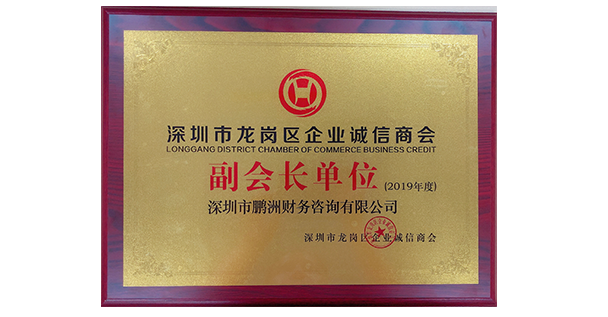 深圳市龙岗区企业诚信商会
LONGGANG DISTRICT CHAMBER OF COMMERCE BUSINESS CREDIT
副会长单位(2019年度)
深圳市鹏洲财务咨询有限公司
深圳市龙岗区企业诚信商会